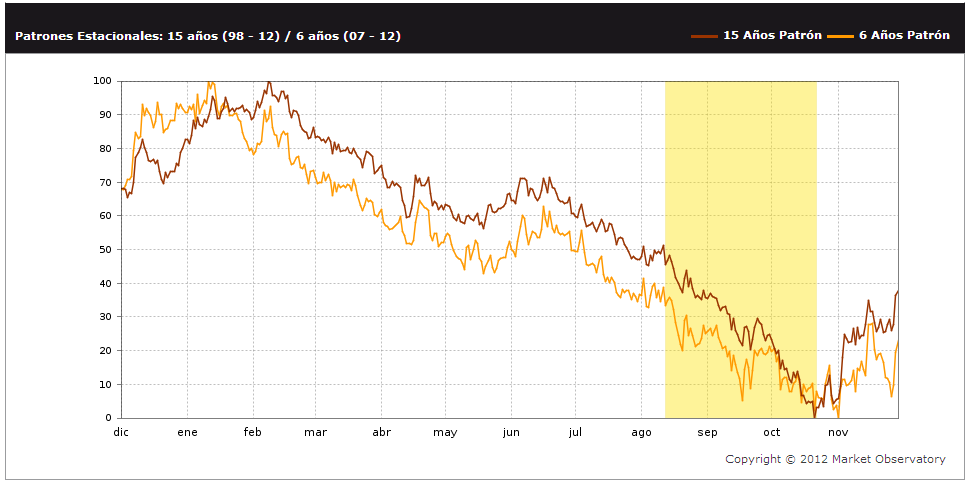 Patrones Estacionales: 15 años (98 - 12) / 6 años (07 - 12)
15 Años Patrón
6 Años Patrón
100
90
80
70
60
50
40
30
20
10
0
dic ene feb mar abr may jun jul ago sep oct nov
Copyright © 2012 Market Observatory